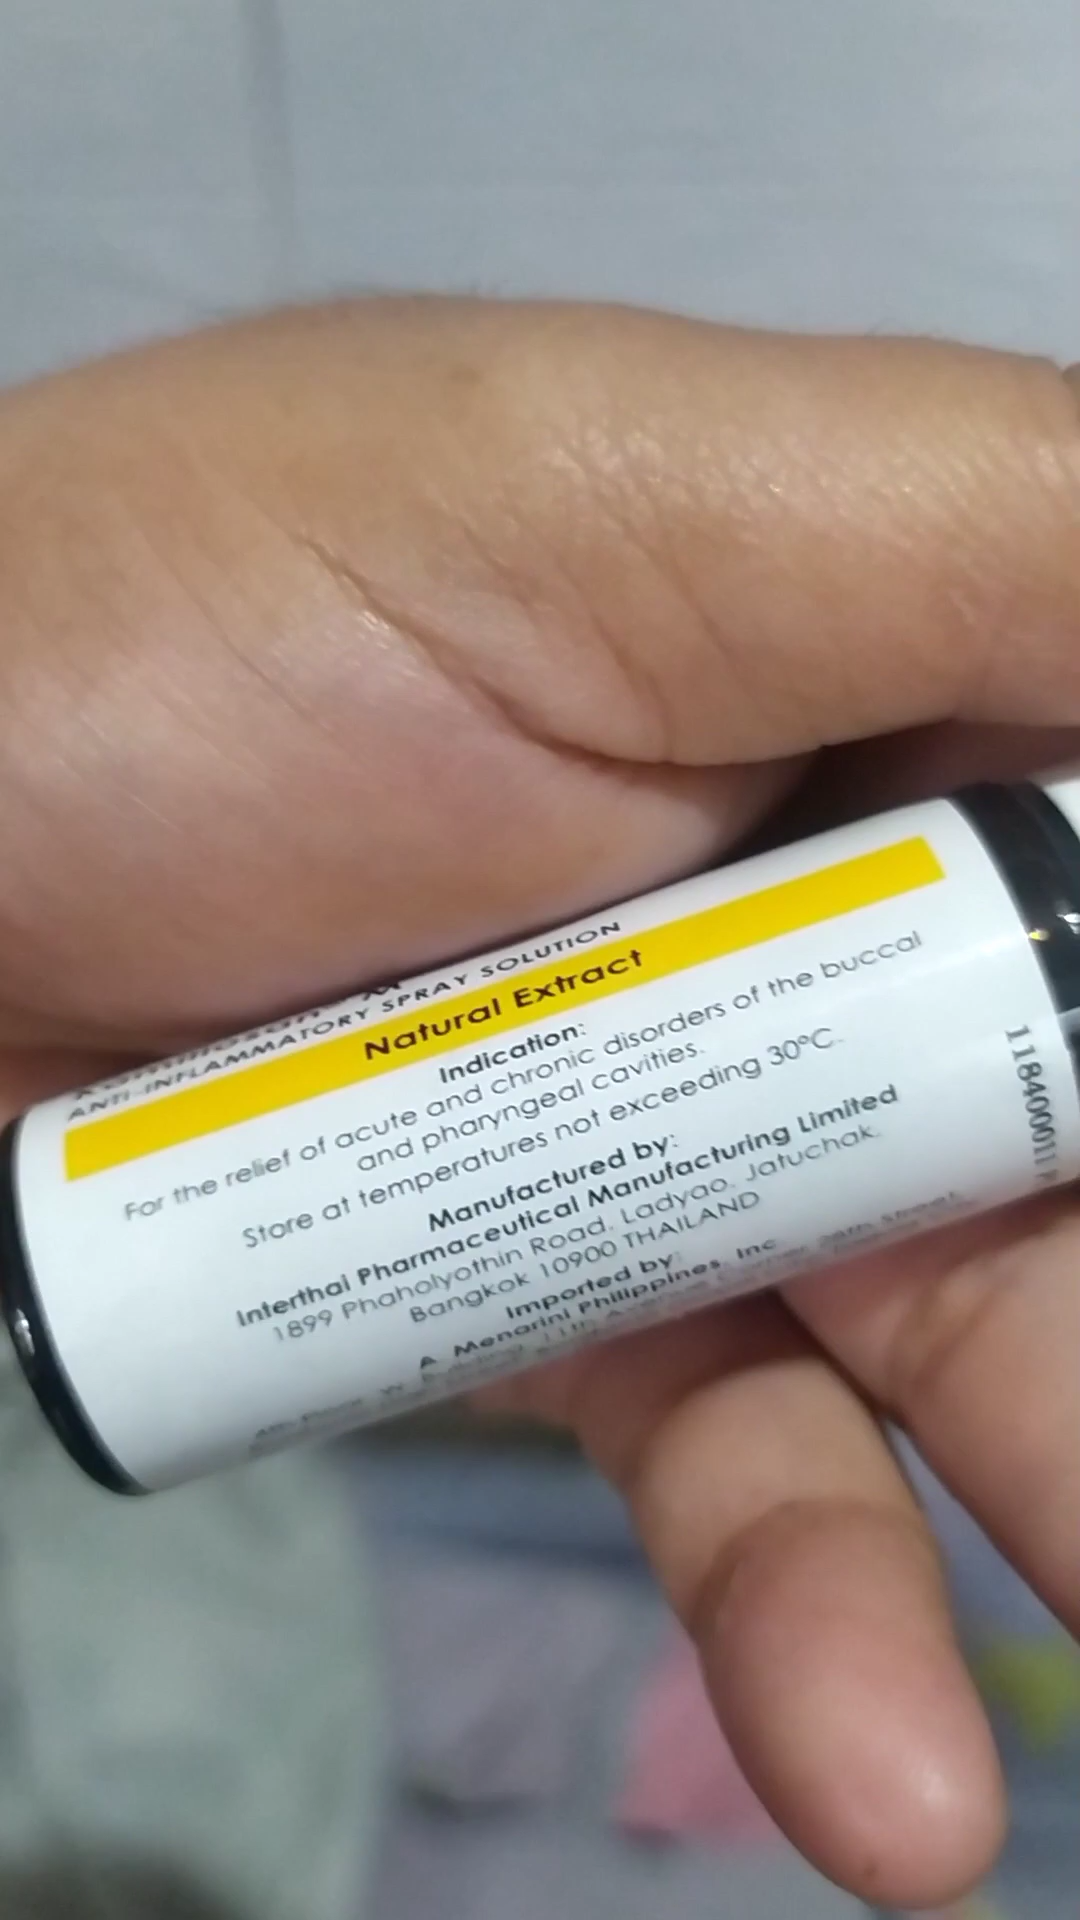 ANTI-INFLAMMATORY SPRAY SOLUTION
Natural Extract
Indication:
For the relief of acute and chronic disorders of the buccal
and pharyngeal cavities.
Store at temperatures not exceeding 30°C.
Manufactured by:
Interthai Pharmaceutical Manufacturing Limited
1899 Phaholyothin Road, Ladyao, Jatuchak,
Bangkok 10900 THAILAND
Imported by:
A. Menarini Philippines, Inc
11840001